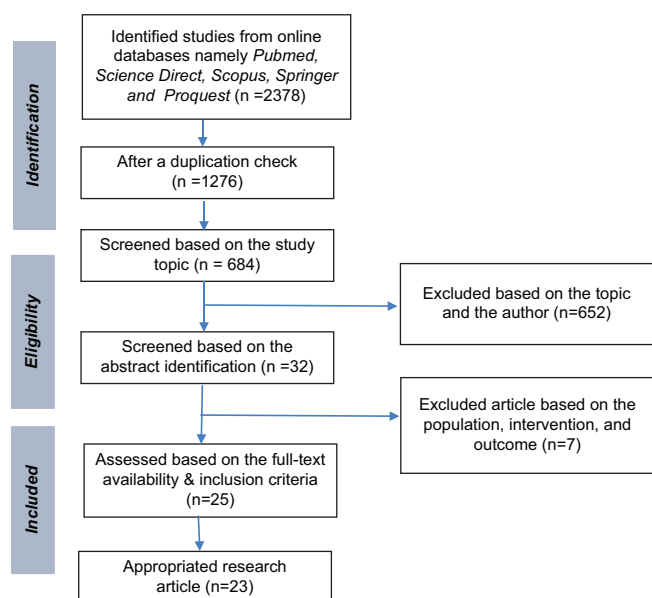 Identification
Identified studies from online
databases namely Pubmed,
Science Direct, Scopus, Springer
and Proquest (n =2378)
After a duplication check
(n =1276)
Screened based on the study
topic (n = 684)
Eligibility
Excluded based on the topic
and the author (n=652)
Screened based on the
abstract identification (n =32)
Excluded article based on the
population, intervention, and
outcome (n=7)
Included
Assessed based on the full-text
availability & inclusion criteria
(n=25)
Appropriated research
article (n=23)